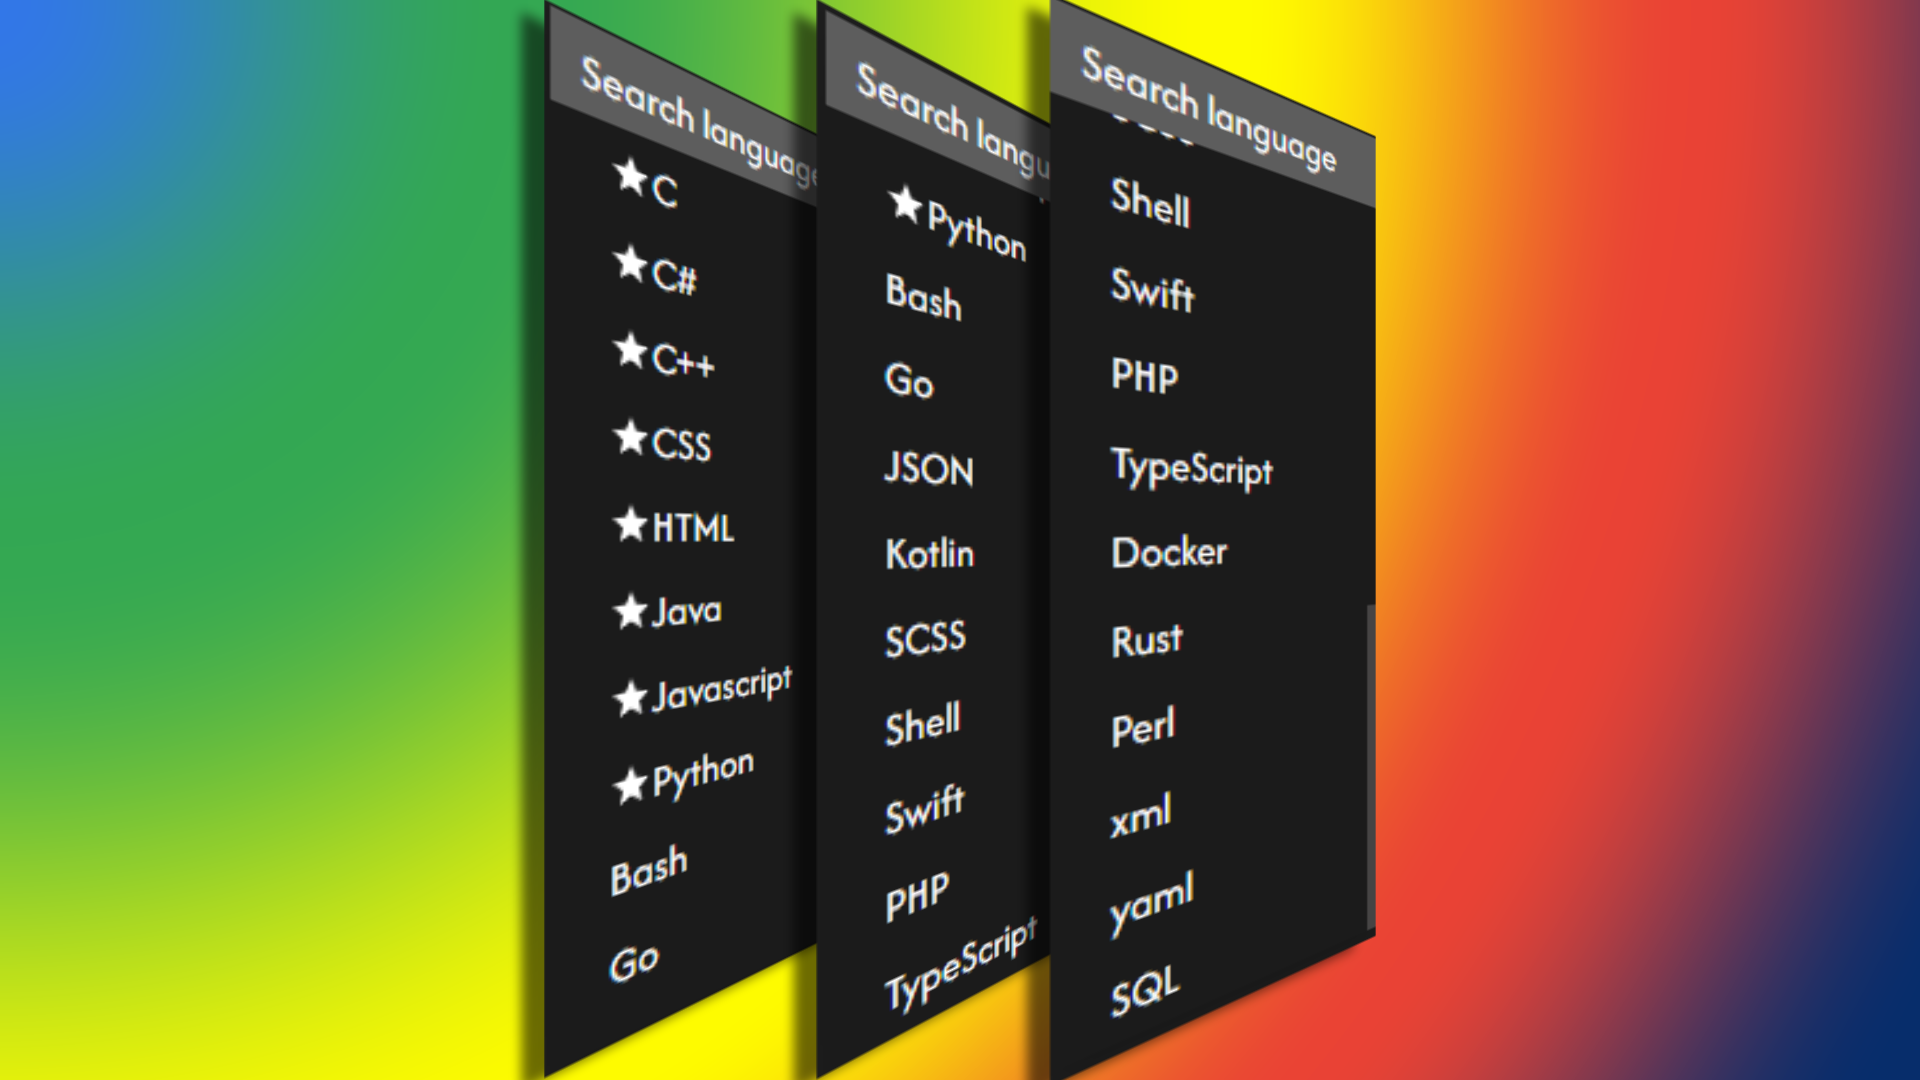 Search language
★ C
★ C#
★ C++
★ CSS
★ HTML
★ Java
★ Javascript
★ Python
Bash
Go
Search langu
★ Python
Bash
Go
JSON
Kotlin
SCSS
Shell
Swift
PHP
TypeScript
Search language
Shell
Swift
PHP
TypeScript
Docker
Rust
Perl
xml
yaml
SQL